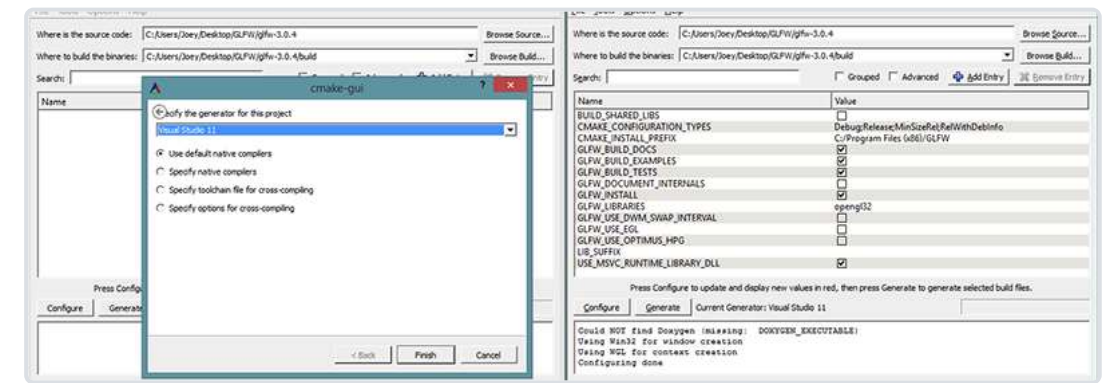 Where is the source code: C:/Users/Joey/Desktop/GLFW/glfw-3.0.4 Browse Source...
Where to build the binaries: C:/Users/Joey/Desktop/GLFW/glfw-3.0.4/build Browse Build...
Search:
Name
cmake-gui
?
Specify the generator for this project
Visual Studio 11
Use default native compilers
Specify native compilers
Specify toolchain file for cross-compiling
Specify options for cross-compiling
Press Config
Configure Generate
< Back Finish Cancel
Where is the source code: C:/Users/Joey/Desktop/GLFW/glfw-3.0.4 Browse Source...
Where to build the binaries: C:/Users/Joey/Desktop/GLFW/glfw-3.0.4/build Browse Build...
Search: Grouped Advanced Add Entry Remove Entry
Name Value
BUILD_SHARED_LIBS
CMAKE_CONFIGURATION_TYPES Debug;Release;MinSizeRel;RelWithDebInfo
CMAKE_INSTALL_PREFIX C:/Program Files (x86)/GLFW
GLFW_BUILD_DOCS
GLFW_BUILD_EXAMPLES
GLFW_BUILD_TESTS
GLFW_DOCUMENT_INTERNALS
GLFW_INSTALL
GLFW_LIBRARIES opengl32
GLFW_USE_DWM_SWAP_INTERVAL
GLFW_USE_EGL
GLFW_USE_OPTIMUS_HPG
LIB_SUFFIX
USE_MSVC_RUNTIME_LIBRARY_DLL
Press Configure to update and display new values in red, then press Generate to generate selected build files.
Configure Generate Current Generator: Visual Studio 11
Could NOT find Doxygen (missing: DOXYGEN_EXECUTABLE)
Using Win32 for window creation
Using WGL for context creation
Configuring done